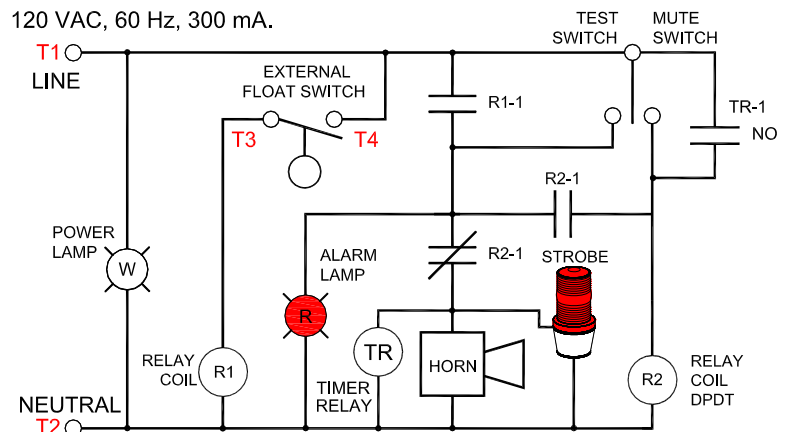 120 VAC, 60 Hz, 300 mA.
TEST
SWITCH
MUTE
SWITCH
T1
LINE
EXTERNAL
FLOAT SWITCH
R1-1
TR-1
NO
T3
T4
R2-1
POWER
LAMP
W
ALARM
LAMP
R2-1
STROBE
R
RELAY
COIL
R1
TR
TIMER
RELAY
HORN
R2
RELAY
COIL
DPDT
NEUTRAL
T2